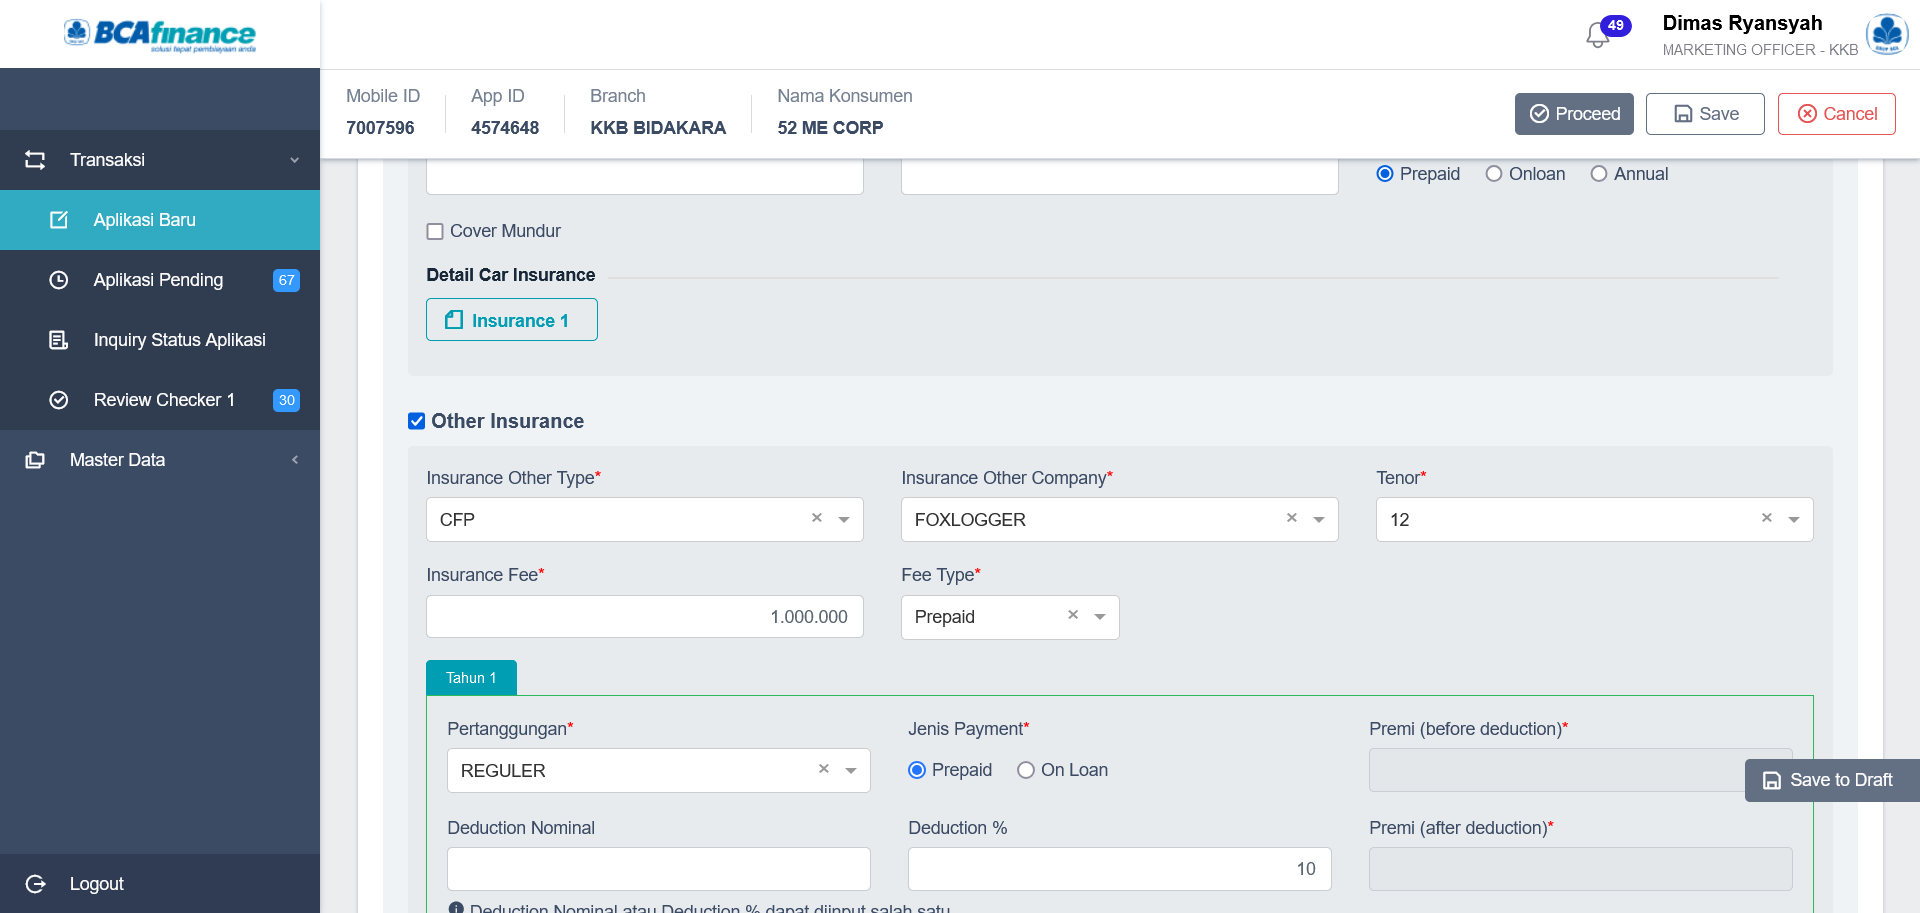 BCAfinance
solusi tepat pembiayaan anda
49
Dimas Ryansyah
MARKETING OFFICER - KKB
Mobile ID
7007596
App ID
4574648
Branch
KKB BIDAKARA
Nama Konsumen
52 ME CORP
Proceed
Save
Cancel
Transaksi
Aplikasi Baru
Aplikasi Pending
67
Inquiry Status Aplikasi
Review Checker 1
30
Master Data
Logout
Prepaid
Onloan
Annual
Cover Mundur
Detail Car Insurance
Insurance 1
Other Insurance
Insurance Other Type*
Insurance Other Company*
Tenor*
CFP
FOXLOGGER
12
Insurance Fee*
Fee Type*
1.000.000
Prepaid
Tahun 1
Pertanggungan*
Jenis Payment*
Premi (before deduction)*
REGULER
Prepaid
On Loan
Save to Draft
Deduction Nominal
Deduction %
Premi (after deduction)*
10
Deduction Nominal atau Deduction % dapat diinput salah satu